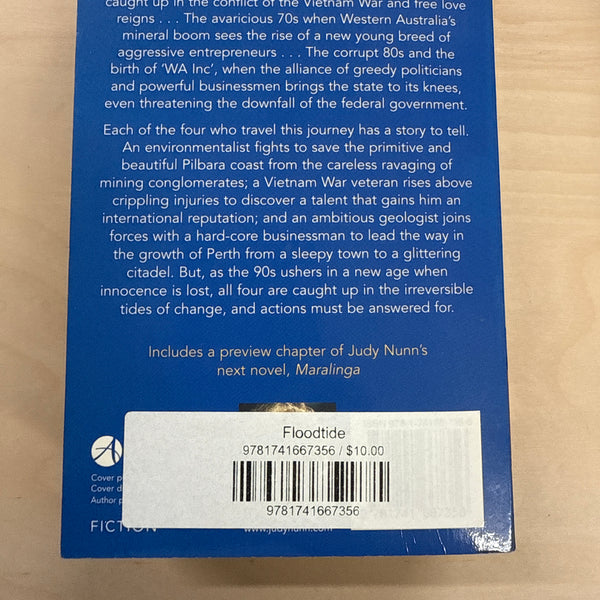 caught up in the conflict of the Vietnam War and free love
reigns . . . The avaricious 70s when Western Australia's
mineral boom sees the rise of a new young breed of
aggressive entrepreneurs . . . The corrupt 80s and the
birth of 'WA Inc', when the alliance of greedy politicians
and powerful businessmen brings the state to its knees,
even threatening the downfall of the federal government.
Each of the four who travel this journey has a story to tell.
An environmentalist fights to save the primitive and
beautiful Pilbara coast from the careless ravaging of
mining conglomerates; a Vietnam War veteran rises above
crippling injuries to discover a talent that gains him an
international reputation; and an ambitious geologist joins
forces with a hard-core businessman to lead the way in
the growth of Perth from a sleepy town to a glittering
citadel. But, as the 90s ushers in a new age when
innocence is lost, all four are caught up in the irreversible
tides of change, and actions must be answered for.
Includes a preview chapter of Judy Nunn's
next novel, Maralinga
Floodtide
9781741667356 / $10.00
9781741667356
Cover
Cover
Author
FICTION
www.judynunn.com